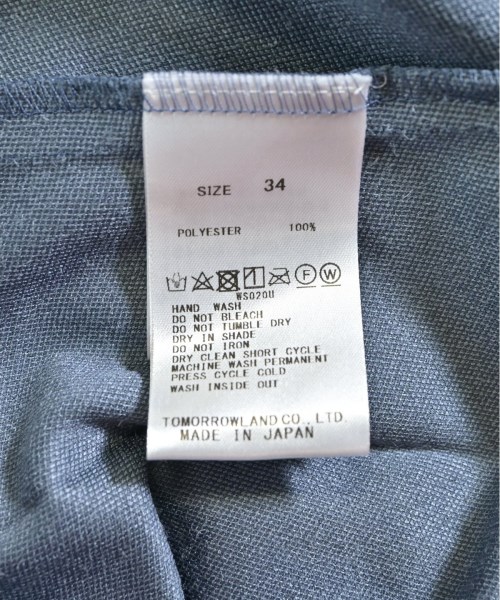 SIZE 34
POLYESTER 100%
F W
WS020U
HAND WASH
DO NOT BLEACH
DO NOT TUMBLE DRY
DRY IN SHADE
DO NOT IRON
DRY CLEAN SHORT CYCLE
MACHINE WASH PERMANENT
PRESS CYCLE COLD
WASH INSIDE OUT
TOMORROWLAND CO., LTD.
MADE IN JAPAN